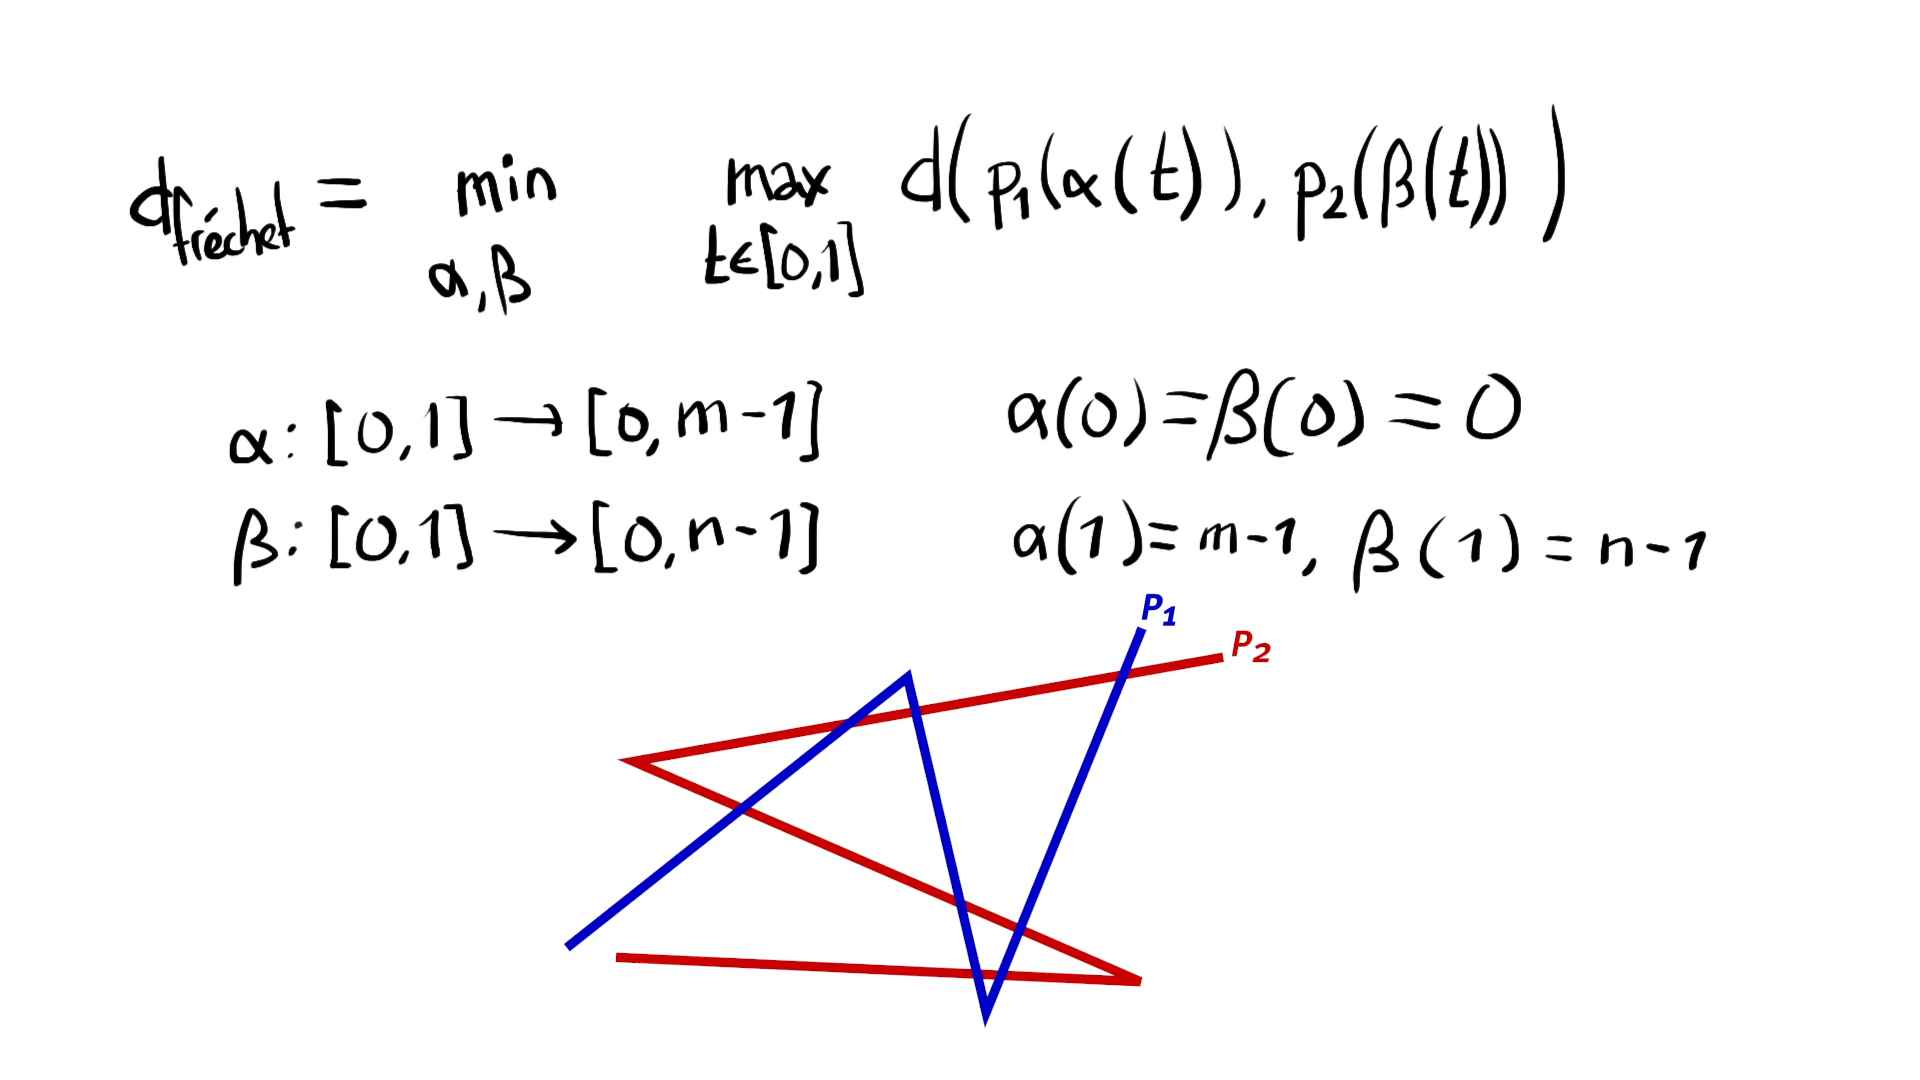 d_fréchet = min max d(p₁(α(t)), p₂(β(t)))
α,β t∈[0,1]
α: [0,1] → [0,m-1] α(0)=β(0)=0
β: [0,1] → [0,n-1] α(1)=m-1, β(1)=n-1
P₁
P₂